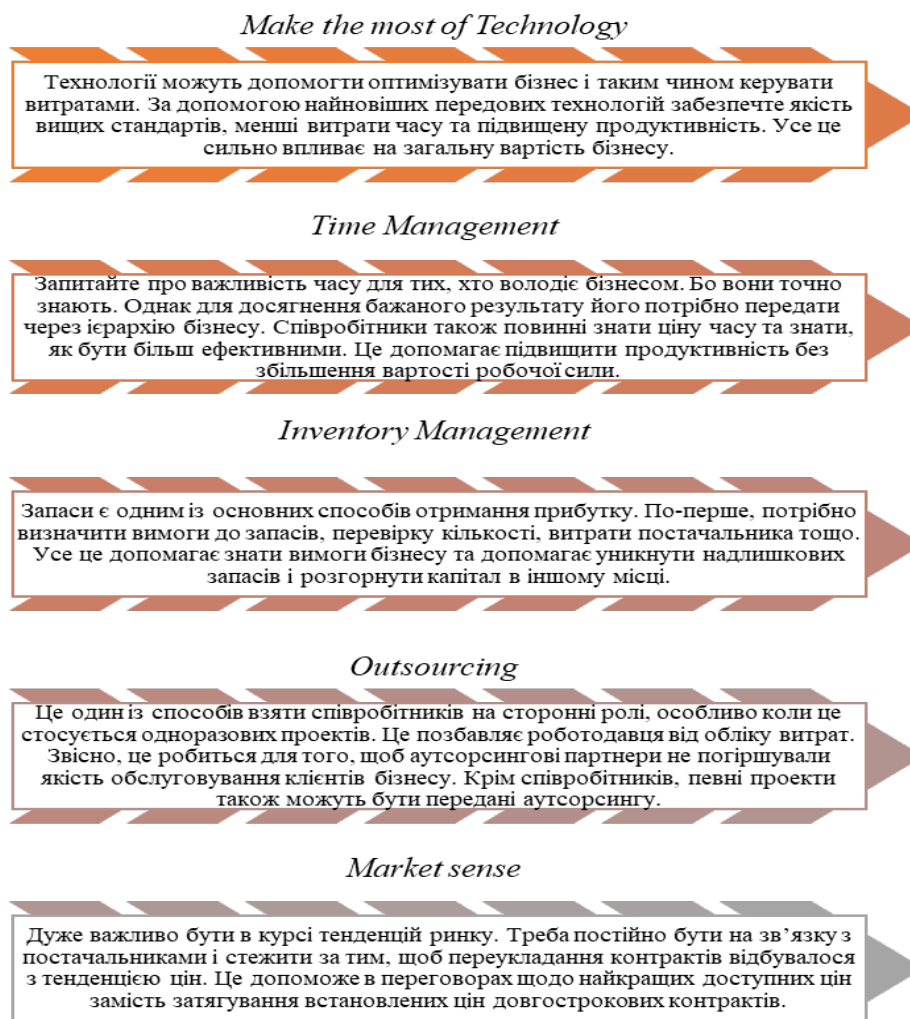 Make the most of Technology
Технології можуть допомогти оптимізувати бізнес і таким чином керувати
витратами. За допомогою найновіших передових технологій забезпечте якість
вищих стандартів, менші витрати часу та підвищену продуктивність. Усе це
сильно впливає на загальну вартість бізнесу.
Time Management
Запитайте про важливість часу для тих, хто володіє бізнесом. Бо вони точно
знають. Однак для досягнення бажаного результату його потрібно передати
через ієрархію бізнесу. Співробітники також повинні знати ціну часу та знати,
як бути більш ефективними. Це допомагає підвищити продуктивність без
збільшення вартості робочої сили.
Inventory Management
Запаси є одним із основних способів отримання прибутку. По-перше, потрібно
визначити вимоги до запасів, перевірку кількості, витрати постачальника тощо.
Усе це допомагає знати вимоги бізнесу та допомагає уникнути надлишкових
запасів і розгорнути капітал в іншому місці.
Outsourcing
Це один із способів взяти співробітників на сторонні ролі, особливо коли це
стосується одноразових проектів. Це позбавляє роботодавця від обліку витрат.
Звісно, це робиться для того, щоб аутсорсингові партнери не погіршували
якість обслуговування клієнтів бізнесу. Крім співробітників, певні проекти
також можуть бути передані аутсорсингу.
Market sense
Дуже важливо бути в курсі тенденцій ринку. Треба постійно бути на зв’язку з
постачальниками і стежити за тим, щоб переукладання контрактів відбувалося
з тенденцією цін. Це допоможе в переговорах щодо найкращих доступних цін
замість затягування встановлених цін довгострокових контрактів.